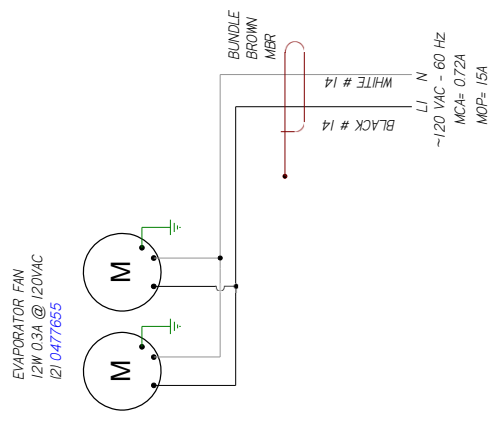 EVAPORATOR FAN
12W 0.3A @ 120VAC
(2) 0477655
M
M
BUNDLE
BROWN
MBR
WHITE # 14
BLACK # 14
L1 N
~120 VAC - 60 Hz
MCA= 0.72A
MOP= 15A